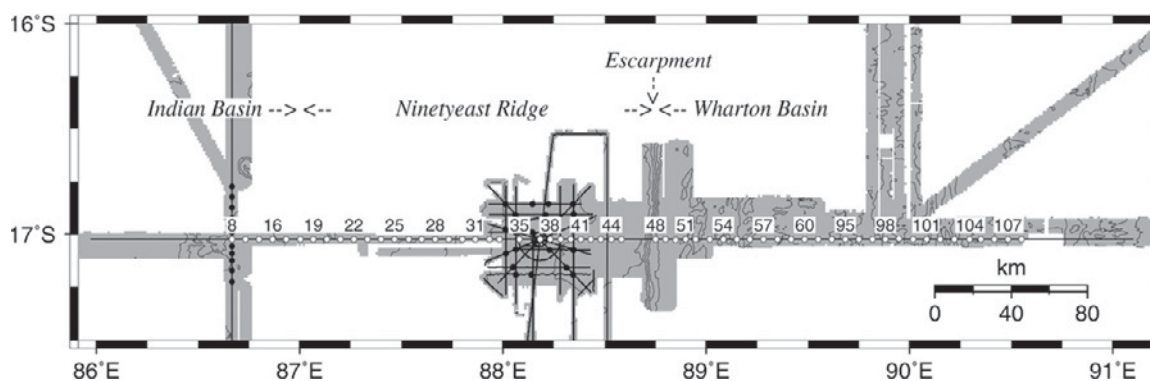 16°S
Escarpment
Indian Basin --> <-- Ninetyeast Ridge --> <-- Wharton Basin
17°S
8 16 19 22 25 28 31 35 38 41 44 48 51 54 57 60 95 98 101 104 107
km
0 40 80
86°E 87°E 88°E 89°E 90°E 91°E